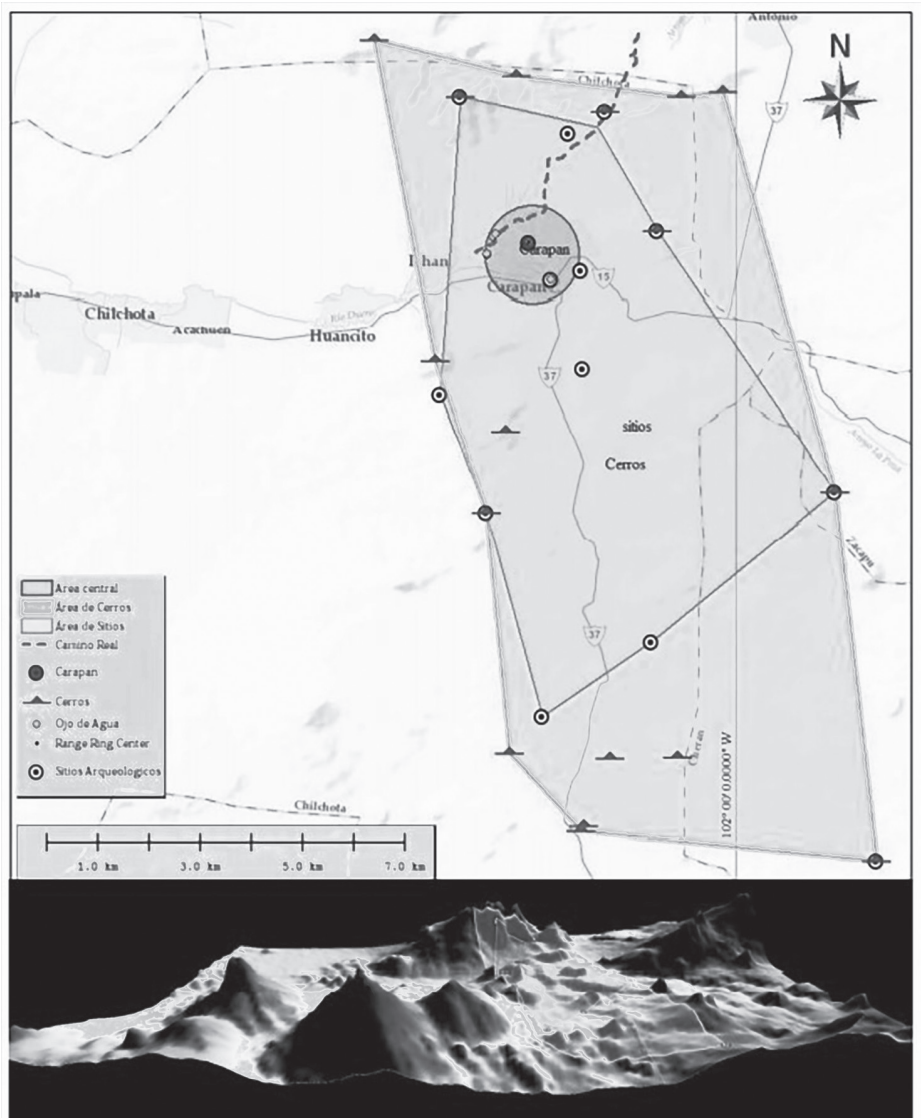 Antonio
N
Chilchota
37
Carapan
15
Carapan
Chilchota
Acachuen
Río Duero
Huancito
37
sitios
Cerros
Zacapu
37
Area central
Área de Cerros
Área de Sitios
Camino Real
Carapan
Cerros
Ojo de Agua
Range Ring Center
Sitios Arqueologicos
102° 00' 0.0000" W
Chilchota
1.0 km 3.0 km 5.0 km 7.0 km